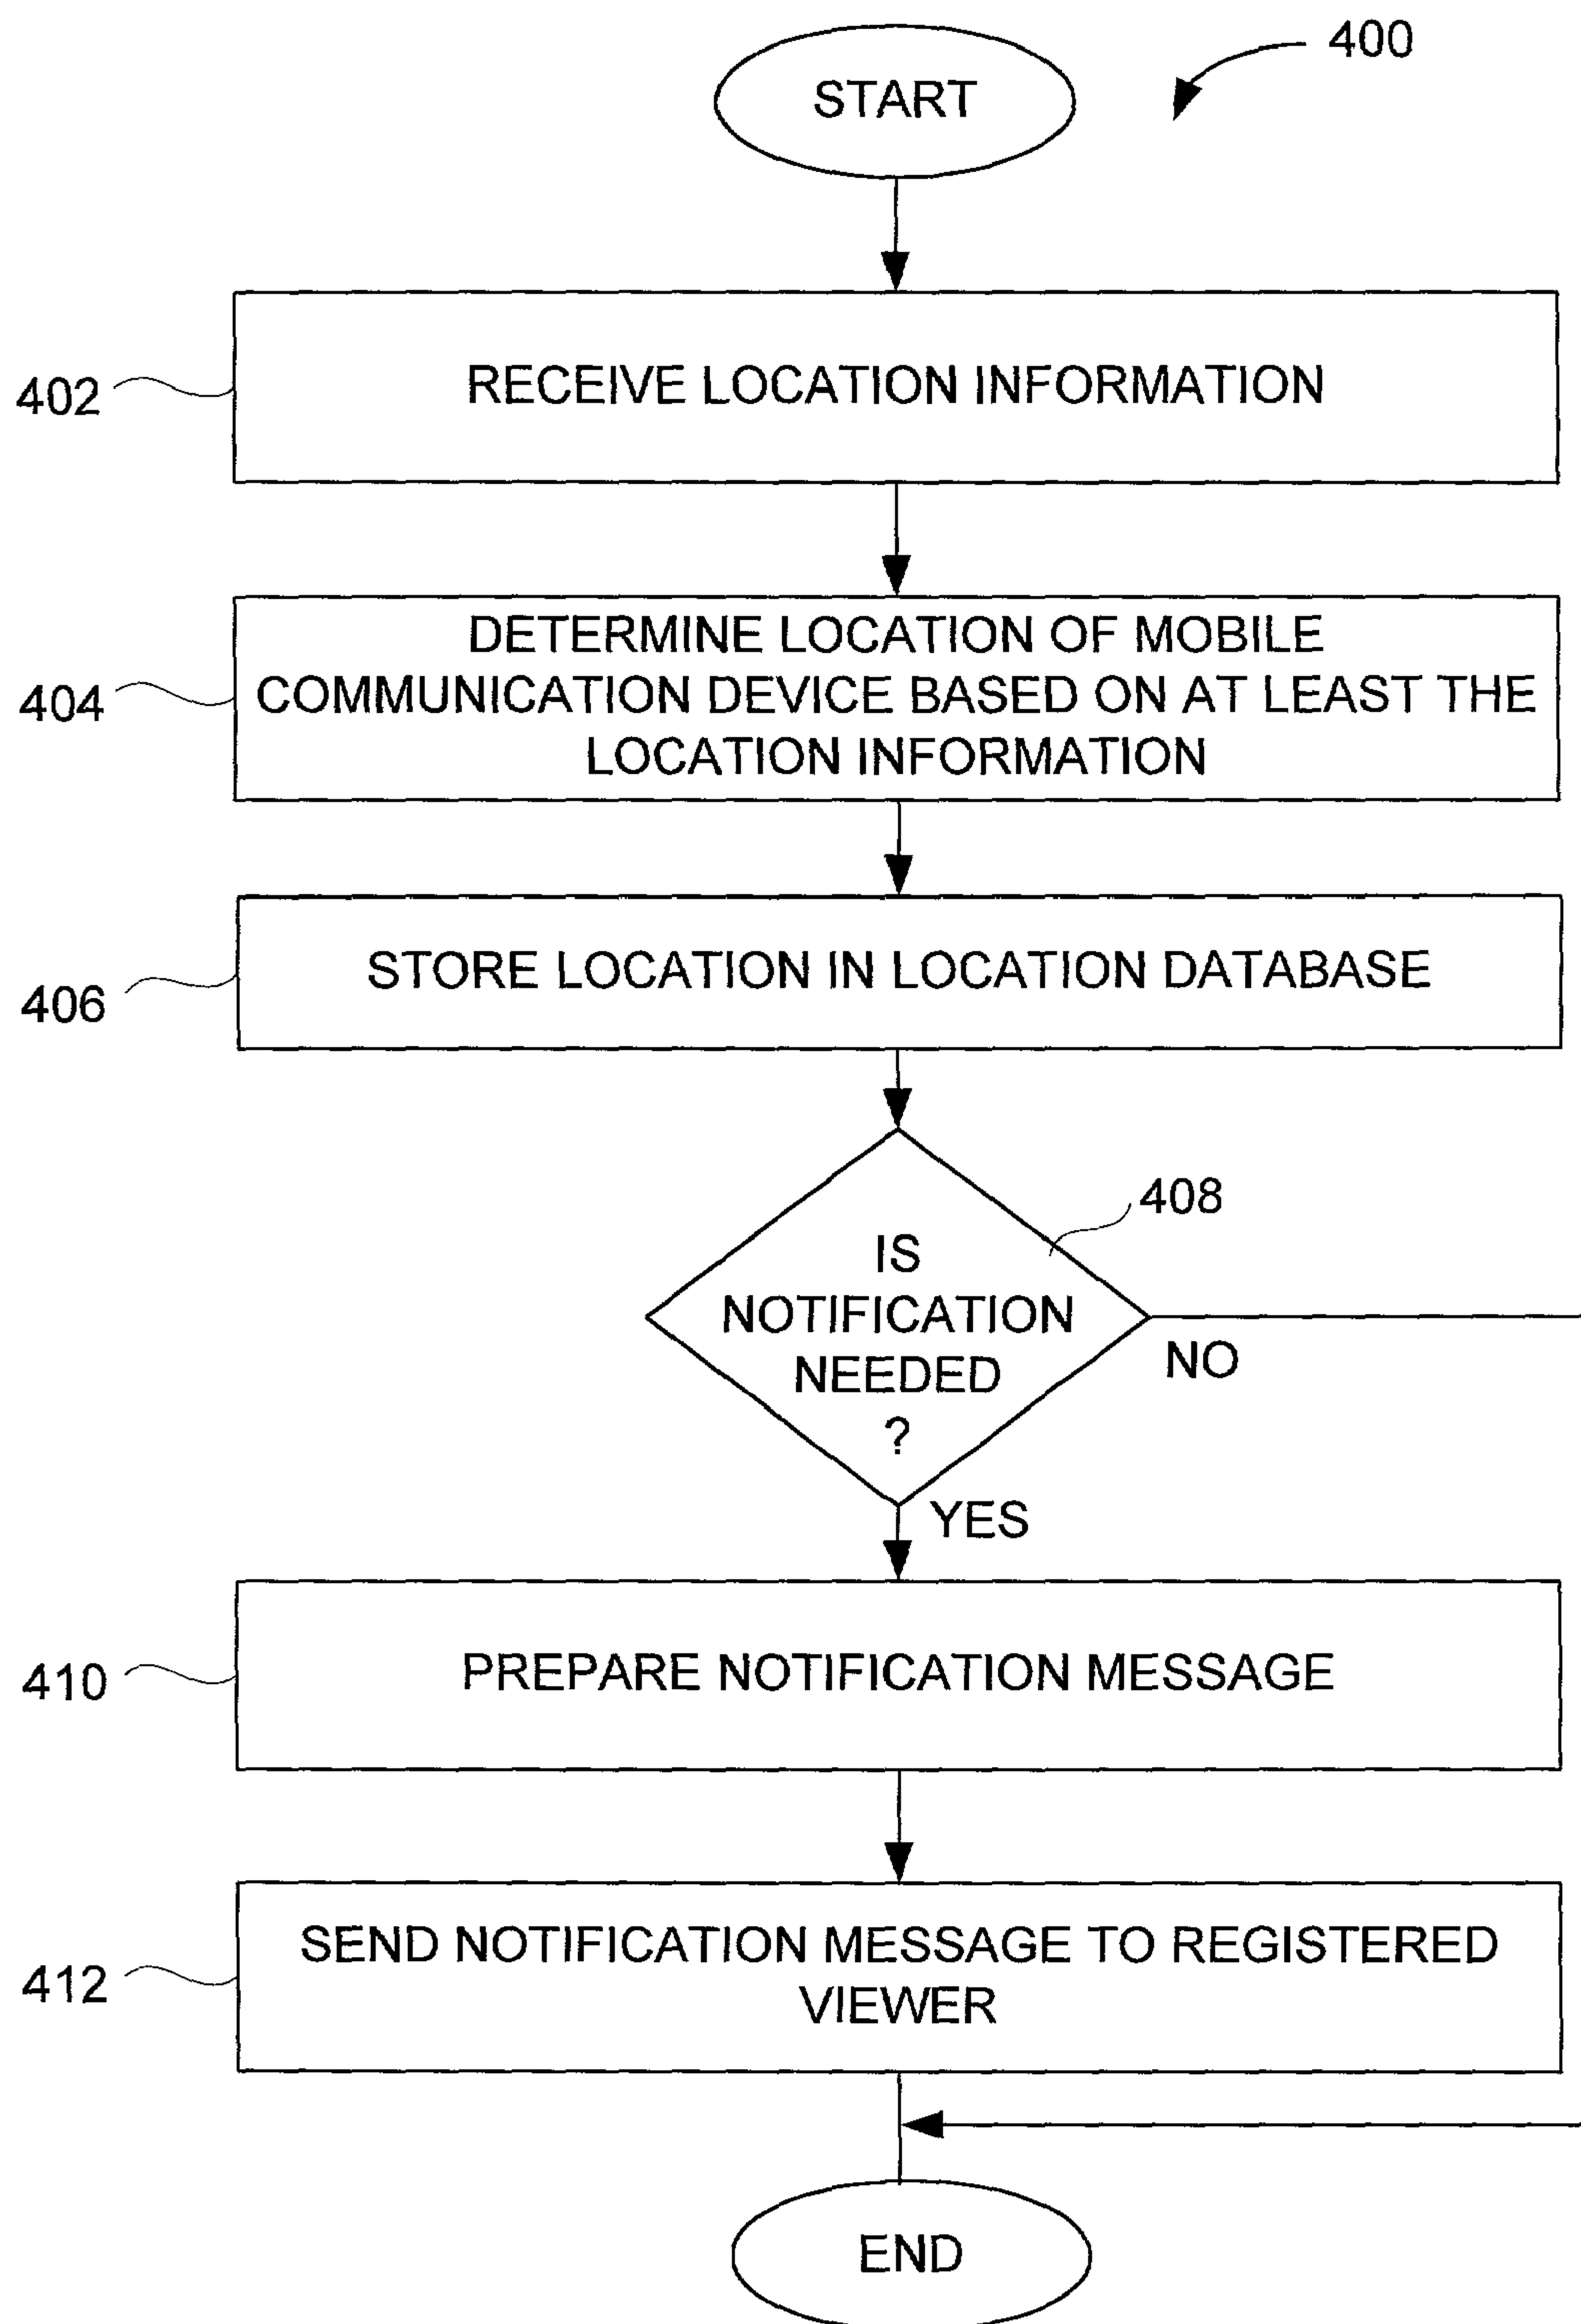 400
START
402
RECEIVE LOCATION INFORMATION
404
DETERMINE LOCATION OF MOBILE
COMMUNICATION DEVICE BASED ON AT LEAST THE
LOCATION INFORMATION
406
STORE LOCATION IN LOCATION DATABASE
408
IS
NOTIFICATION
NEEDED
?
NO
YES
410
PREPARE NOTIFICATION MESSAGE
412
SEND NOTIFICATION MESSAGE TO REGISTERED
VIEWER
END